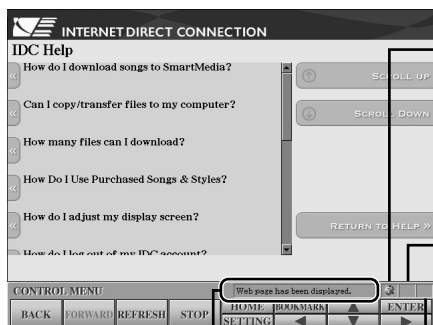 INTERNET DIRECT CONNECTION
IDC Help
How do I download songs to SmartMedia?
SCROLL UP
Can I copy/transfer files to my computer?
SCROLL DOWN
How many files can I download?
How Do I Use Purchased Songs & Styles?
How do I adjust my display screen?
RETURN TO HELP »
How do I log out of my IDC account?
CONTROL MENU
Web page has been displayed.
BACK FORWARD REFRESH STOP HOME BOOKMARK ENTER
SETTING